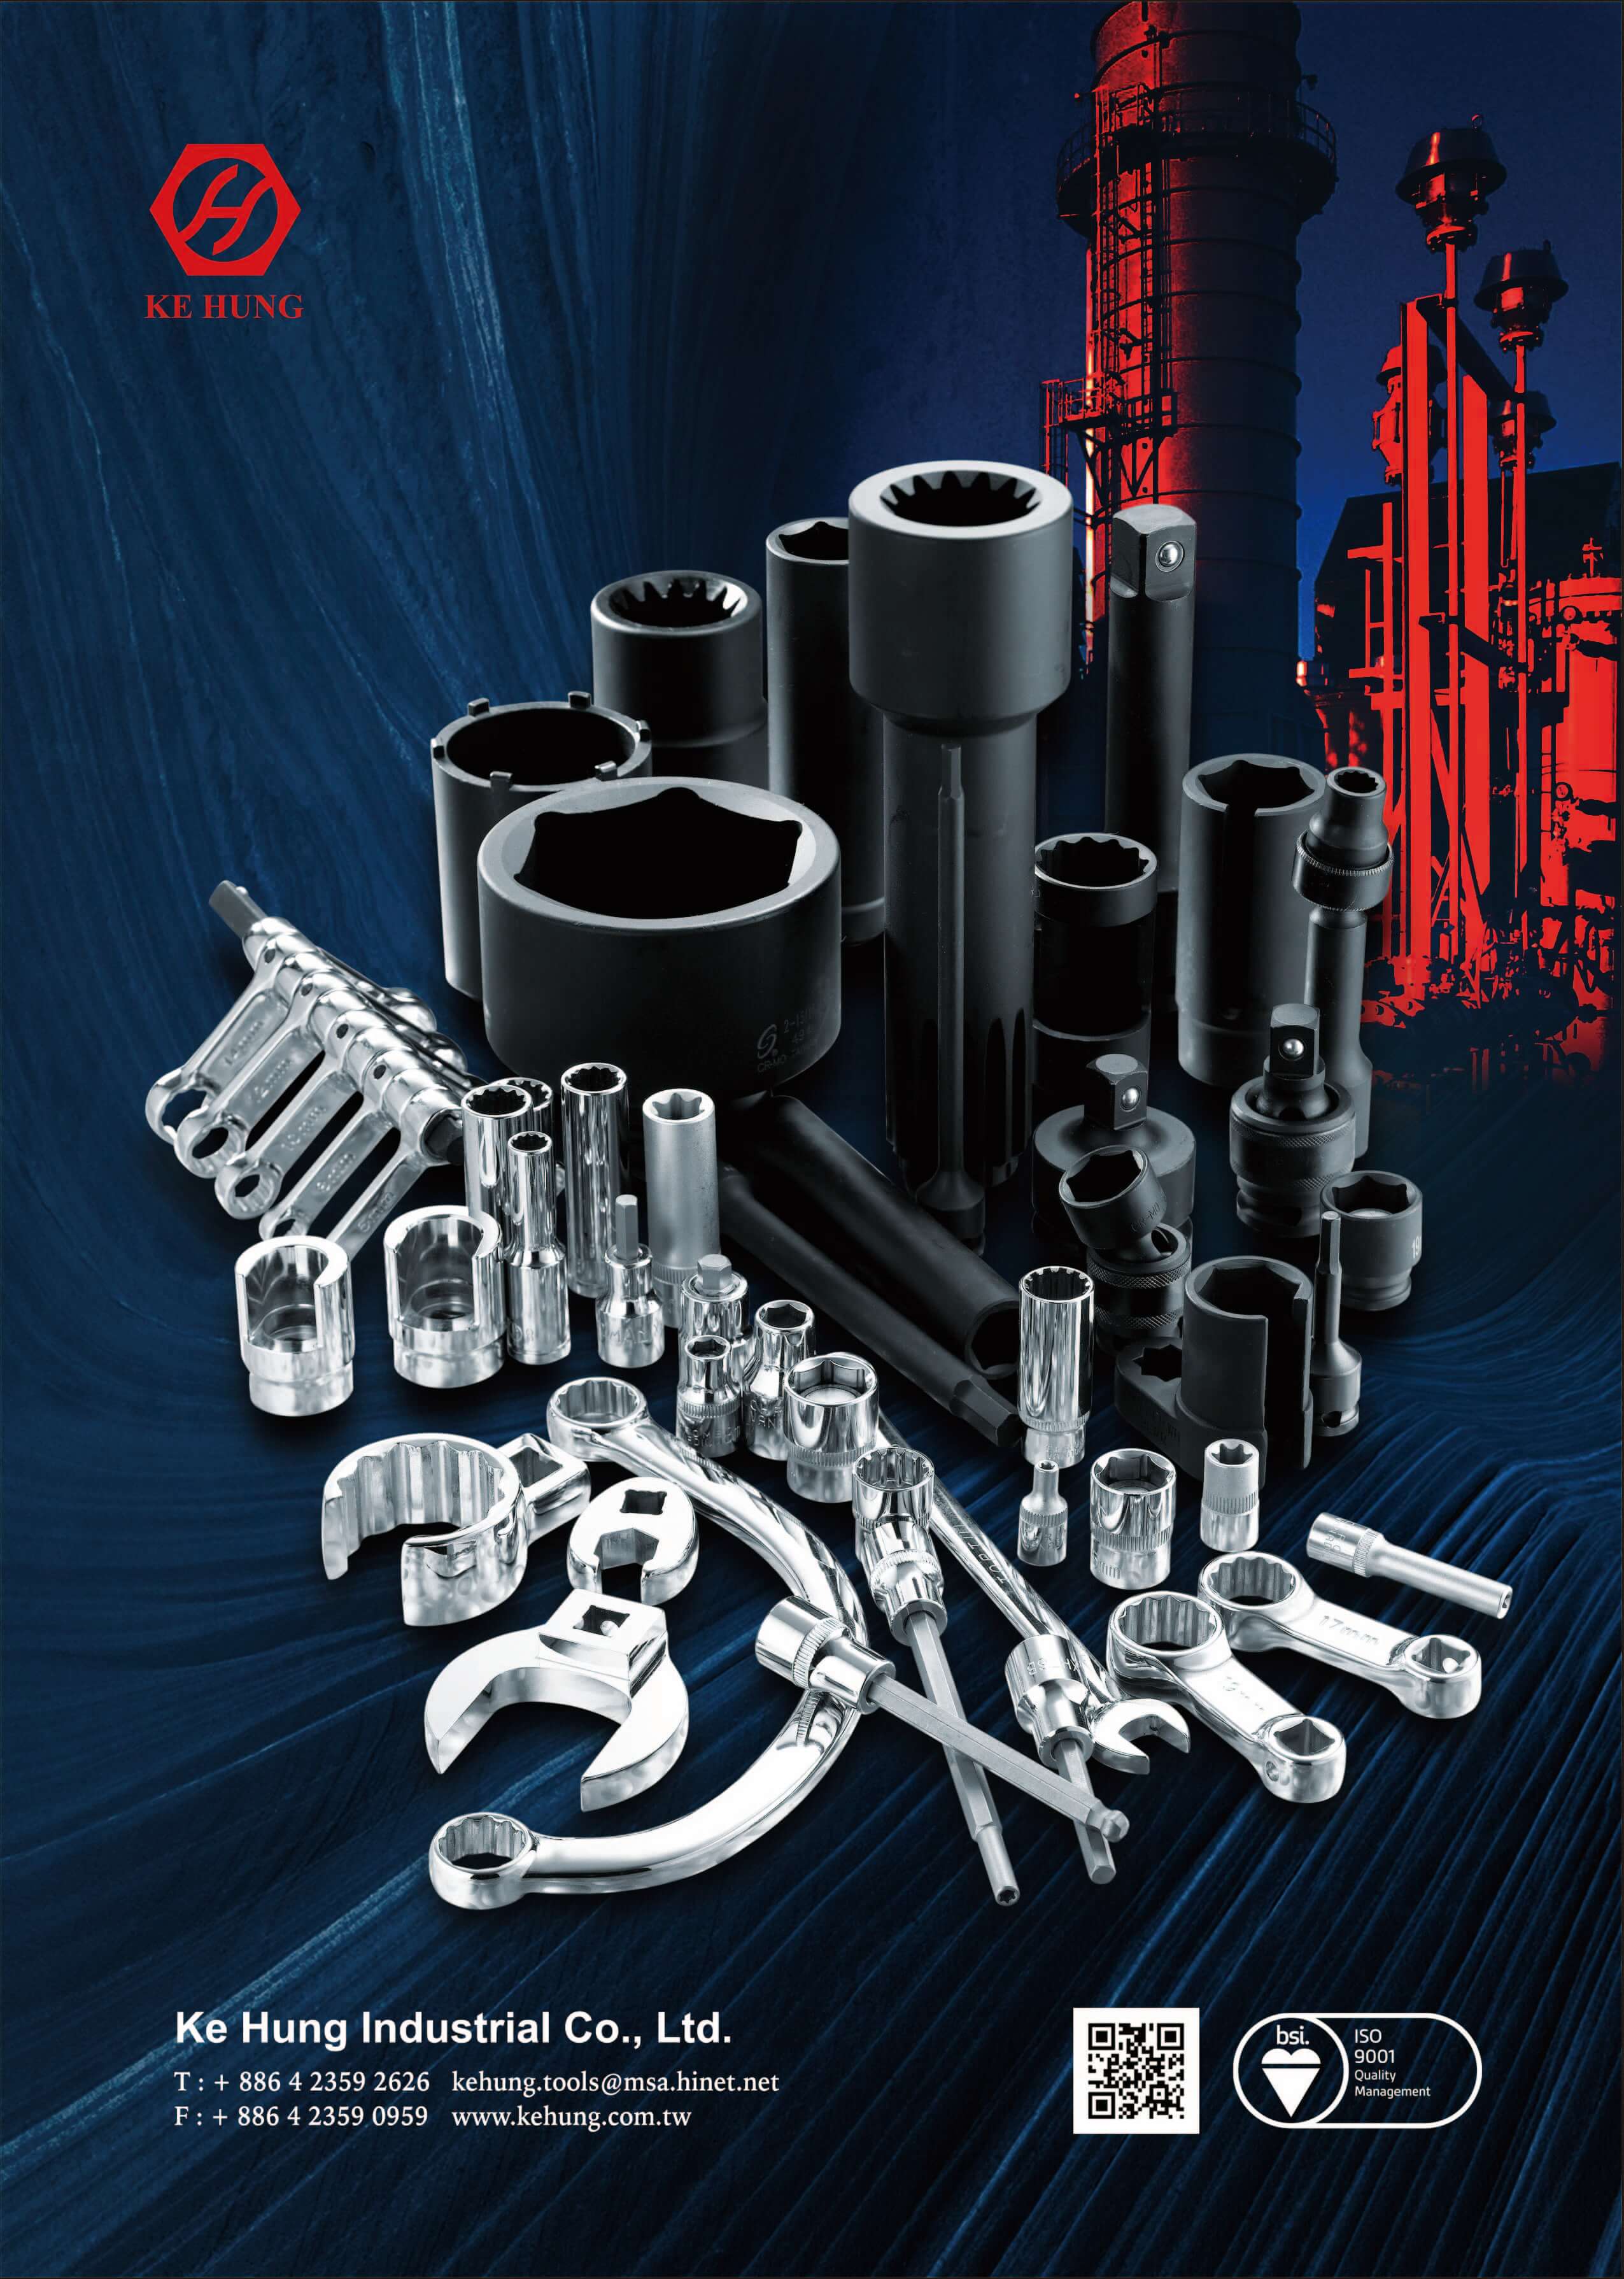 KE HUNG
17mm
Ke Hung Industrial Co., Ltd.
T : + 886 4 2359 2626 kehung.tools@msa.hinet.net
F : + 886 4 2359 0959 www.kehung.com.tw
bsi.
ISO
9001
Quality
Management